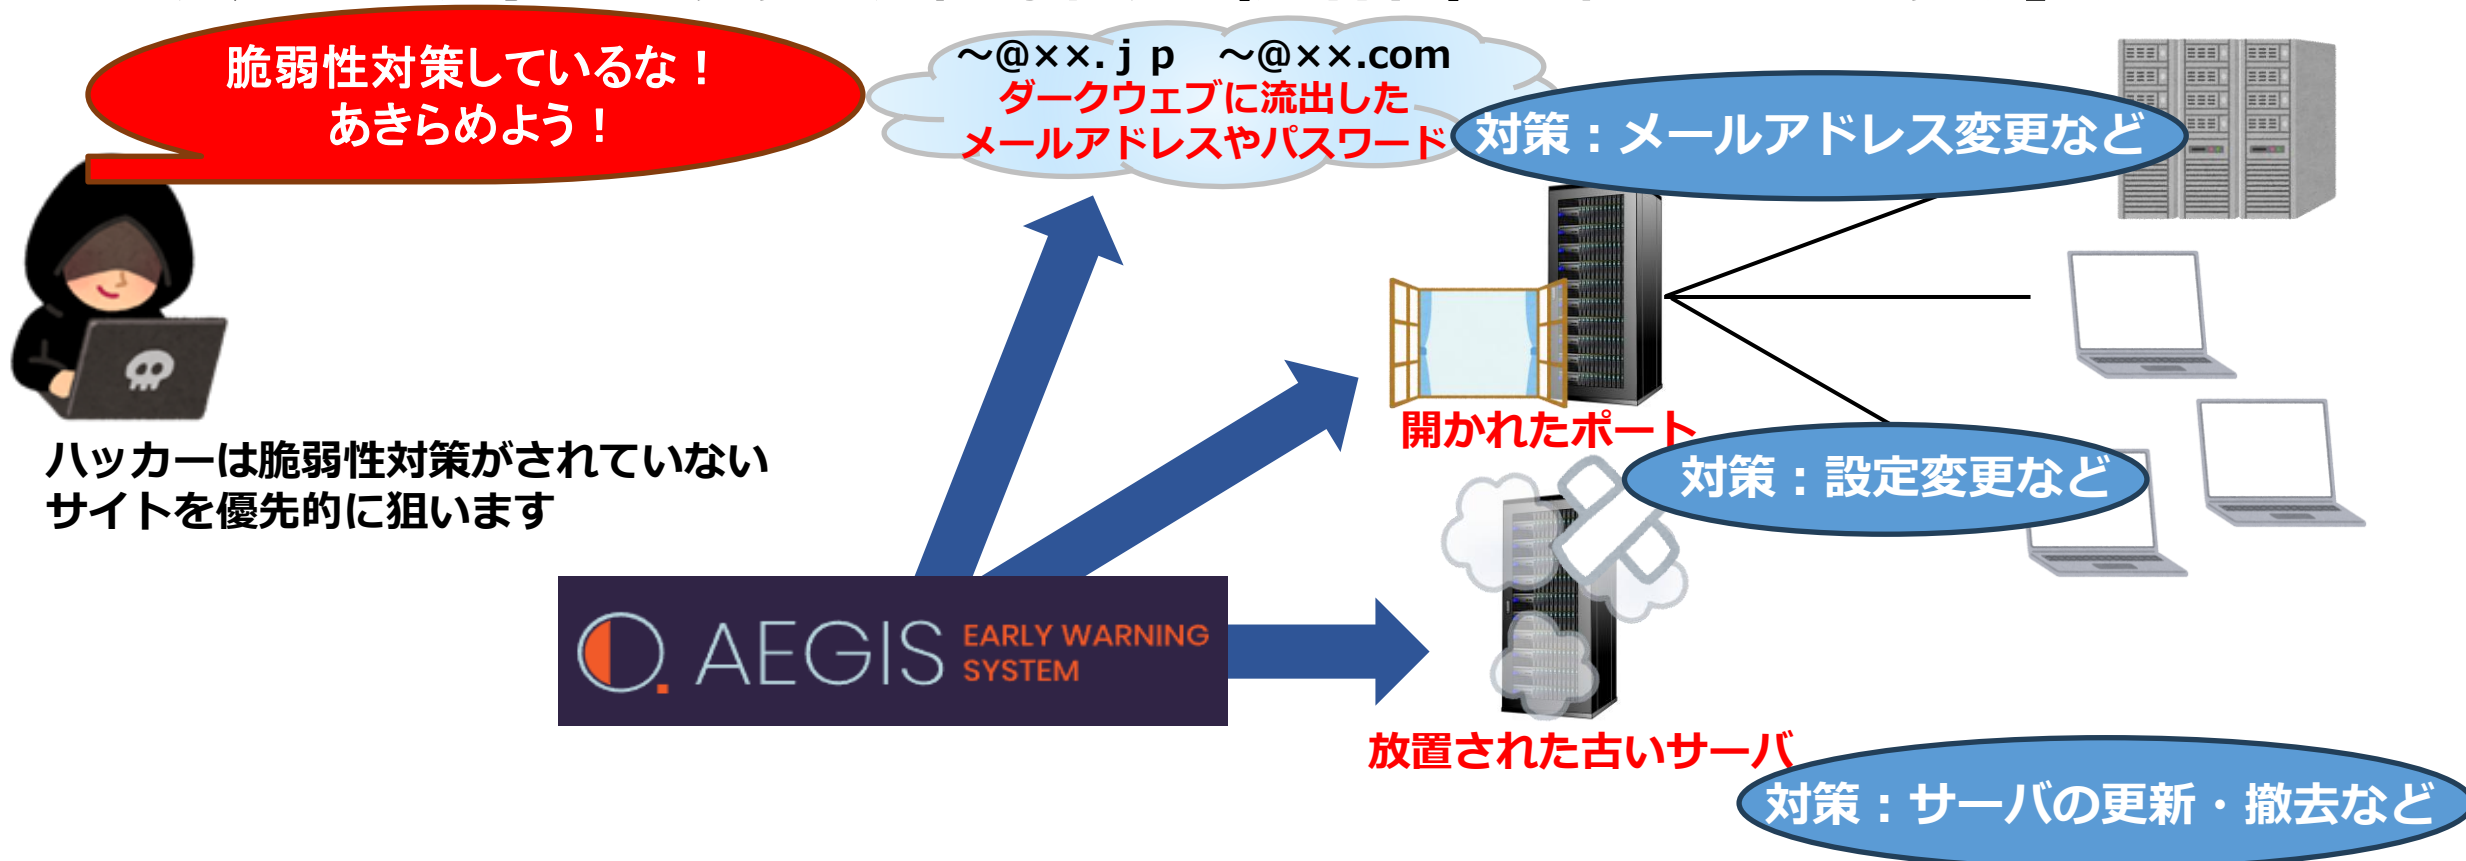 脆弱性対策しているな！
あきらめよう！
～@××.ｊｐ　～@××.com
ダークウェブに流出した
メールアドレスやパスワード
対策：メールアドレス変更など
開かれたポート
対策：設定変更など
ハッカーは脆弱性対策がされていない
サイトを優先的に狙います
AEGIS EARLY WARNING
SYSTEM
放置された古いサーバ
対策：サーバの更新・撤去など